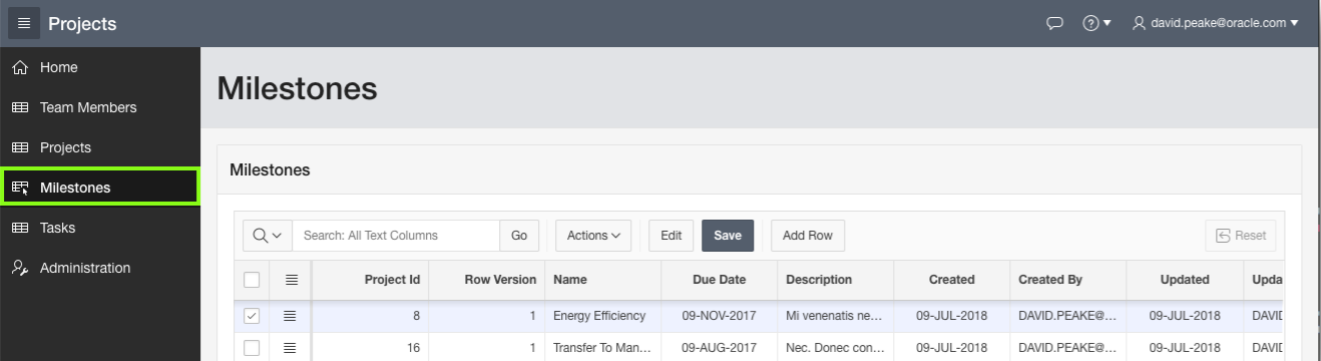 Projects
david.peake@oracle.com
Home
Team Members
Projects
Milestones
Tasks
Administration
Milestones
Milestones
Search: All Text Columns Go Actions Edit Save Add Row Reset
Project Id Row Version Name Due Date Description Created Created By Updated Upda
8 1 Energy Efficiency 09-NOV-2017 Mi venenatis ne... 09-JUL-2018 DAVID.PEAKE@... 09-JUL-2018 DAVID
16 1 Transfer To Man... 09-AUG-2017 Nec. Donec con... 09-JUL-2018 DAVID.PEAKE@... 09-JUL-2018 DAVID